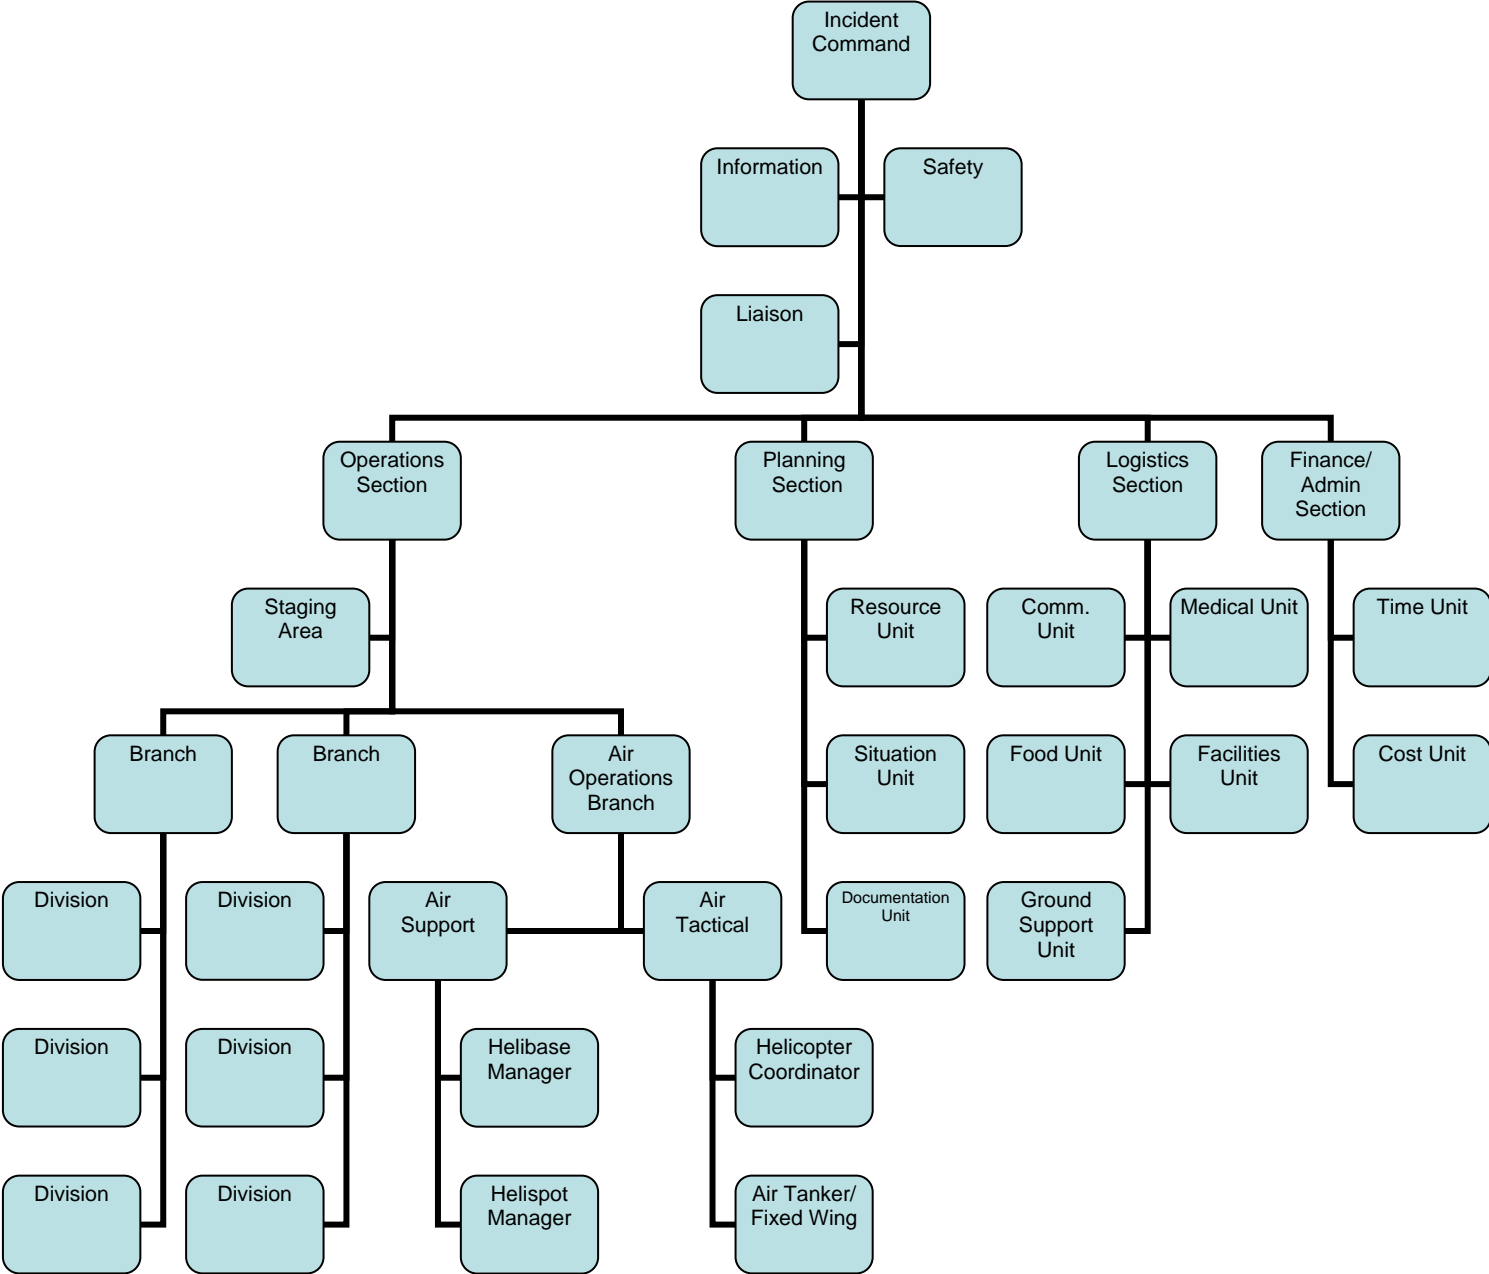 Incident
Command
Information
Safety
Liaison
Operations
Section
Planning
Section
Logistics
Section
Finance/
Admin
Section
Staging
Area
Resource
Unit
Comm.
Unit
Medical Unit
Time Unit
Branch
Branch
Air
Operations
Branch
Situation
Unit
Food Unit
Facilities
Unit
Cost Unit
Division
Division
Air
Support
Air
Tactical
Documentation
Unit
Ground
Support
Unit
Division
Division
Helibase
Manager
Helicopter
Coordinator
Division
Division
Helispot
Manager
Air Tanker/
Fixed Wing